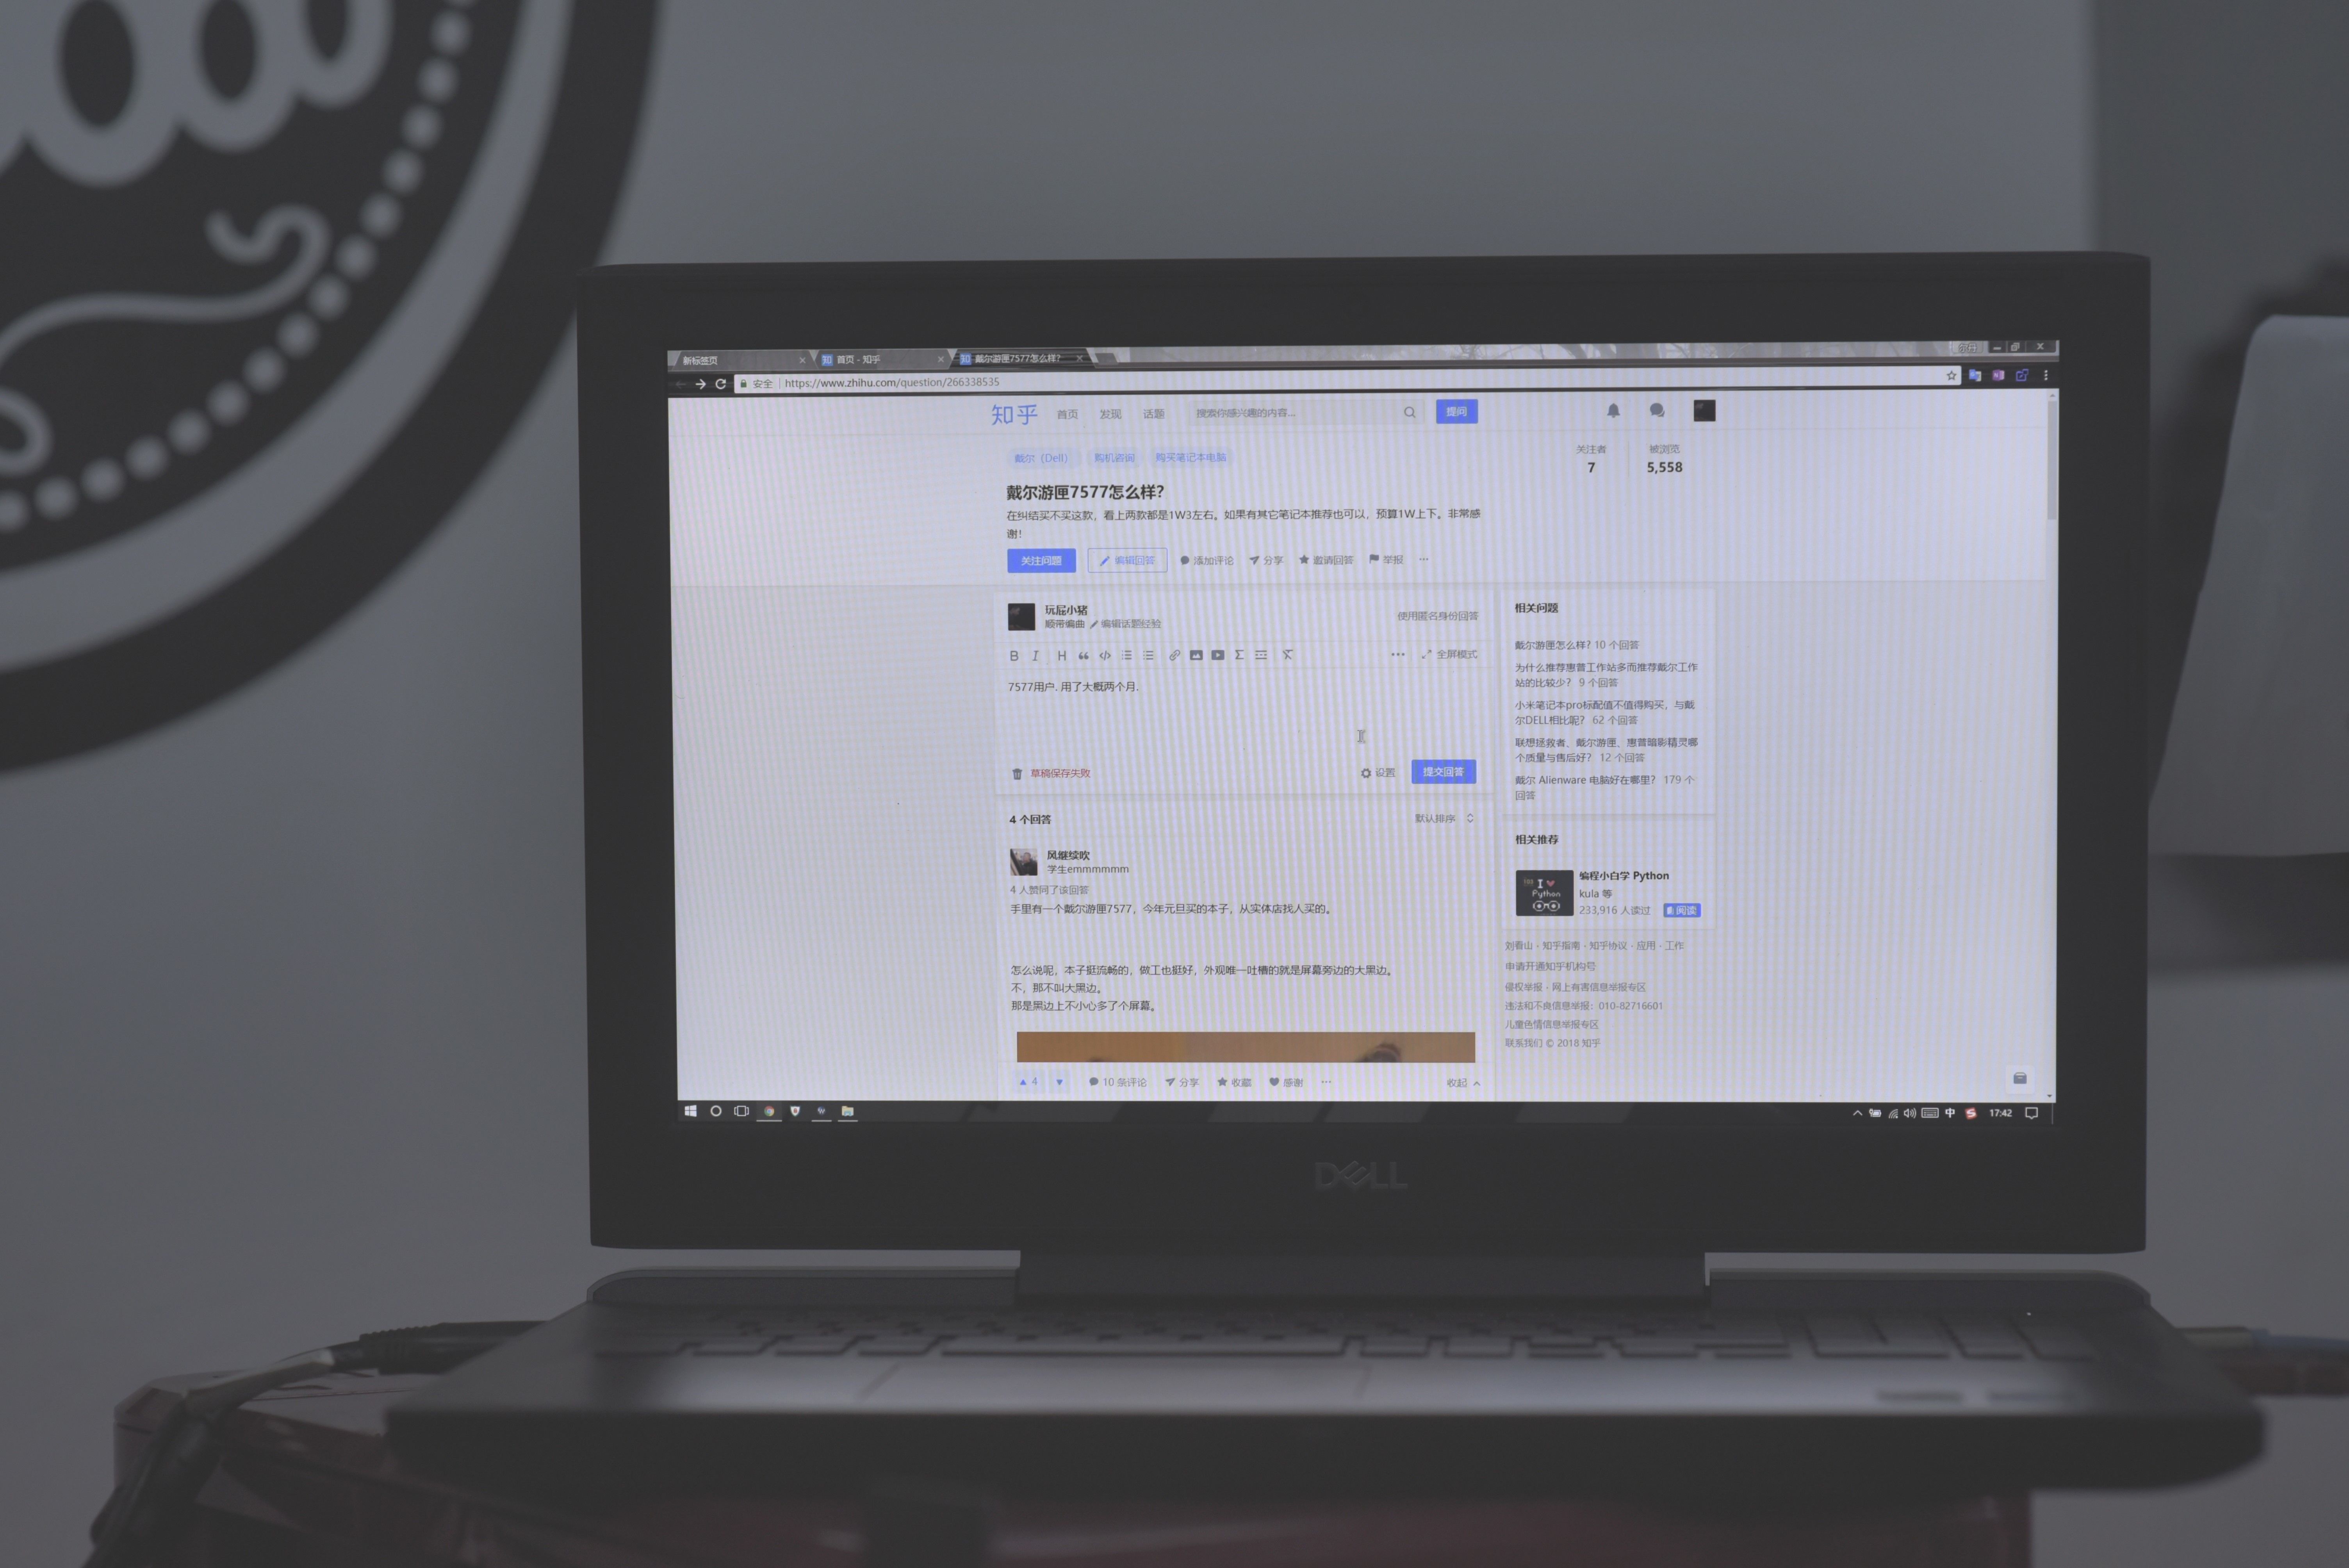 新标签页
首页 - 知乎
戴尔游匣7577怎么样?
安全 https://www.zhihu.com/question/266338535
知乎 首页 发现 话题 搜索你感兴趣的内容... 提问
戴尔（Dell） 购机咨询 购买笔记本电脑
关注者 被浏览
7 5,558
戴尔游匣7577怎么样？
在纠结买不买这款，看上两款都是1W3左右。如果有其它笔记本推荐也可以，预算1W上下。非常感
谢！
关注问题 编辑回答 添加评论 分享 邀请回答 举报 ...
玩屁小猪
顺带编曲 编辑话题经验
使用匿名身份回答
B I H 全屏模式
7577用户. 用了大概两个月.
草稿保存失败 设置 提交回答
4 个回答 默认排序
风继续吹
学生emmmmmm
4 人赞同了该回答
手里有一个戴尔游匣7577，今年元旦买的本子，从实体店找人买的。
怎么说呢，本子挺流畅的，做工也挺好，外观唯一吐槽的就是屏幕旁边的大黑边。
不，那不叫大黑边。
那是黑边上不小心多了个屏幕。
4 10 条评论 分享 收藏 感谢 ... 收起
相关问题
戴尔游匣怎么样? 10 个回答
为什么推荐惠普工作站多而推荐戴尔工作
站的比较少？ 9 个回答
小米笔记本pro标配值不值得购买，与戴
尔DELL相比呢？ 62 个回答
联想拯救者、戴尔游匣、惠普暗影精灵哪
个质量与售后好？ 12 个回答
戴尔 Alienware 电脑好在哪里？ 179 个
回答
相关推荐
I ♥
Python
编程小白学 Python
kula 等
233,916 人读过 阅读
刘看山 · 知乎指南 · 知乎协议 · 应用 · 工作
申请开通知乎机构号
侵权举报 · 网上有害信息举报专区
违法和不良信息举报：010-82716601
儿童色情信息举报专区
联系我们 © 2018 知乎
中 17:42
DELL